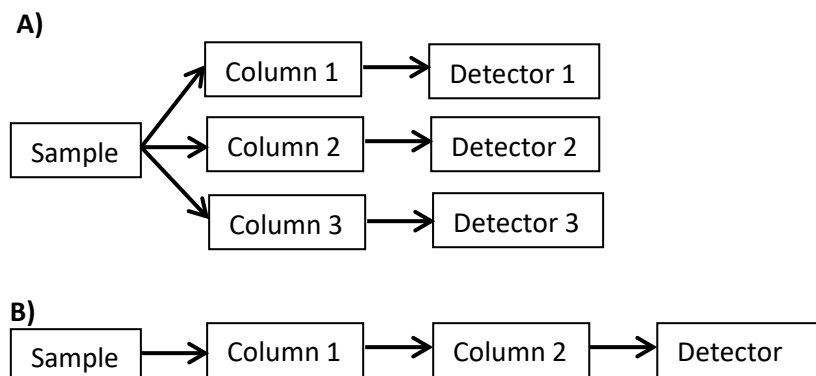 A)
Column 1 Detector 1
Sample Column 2 Detector 2
Column 3 Detector 3
B)
Sample Column 1 Column 2 Detector